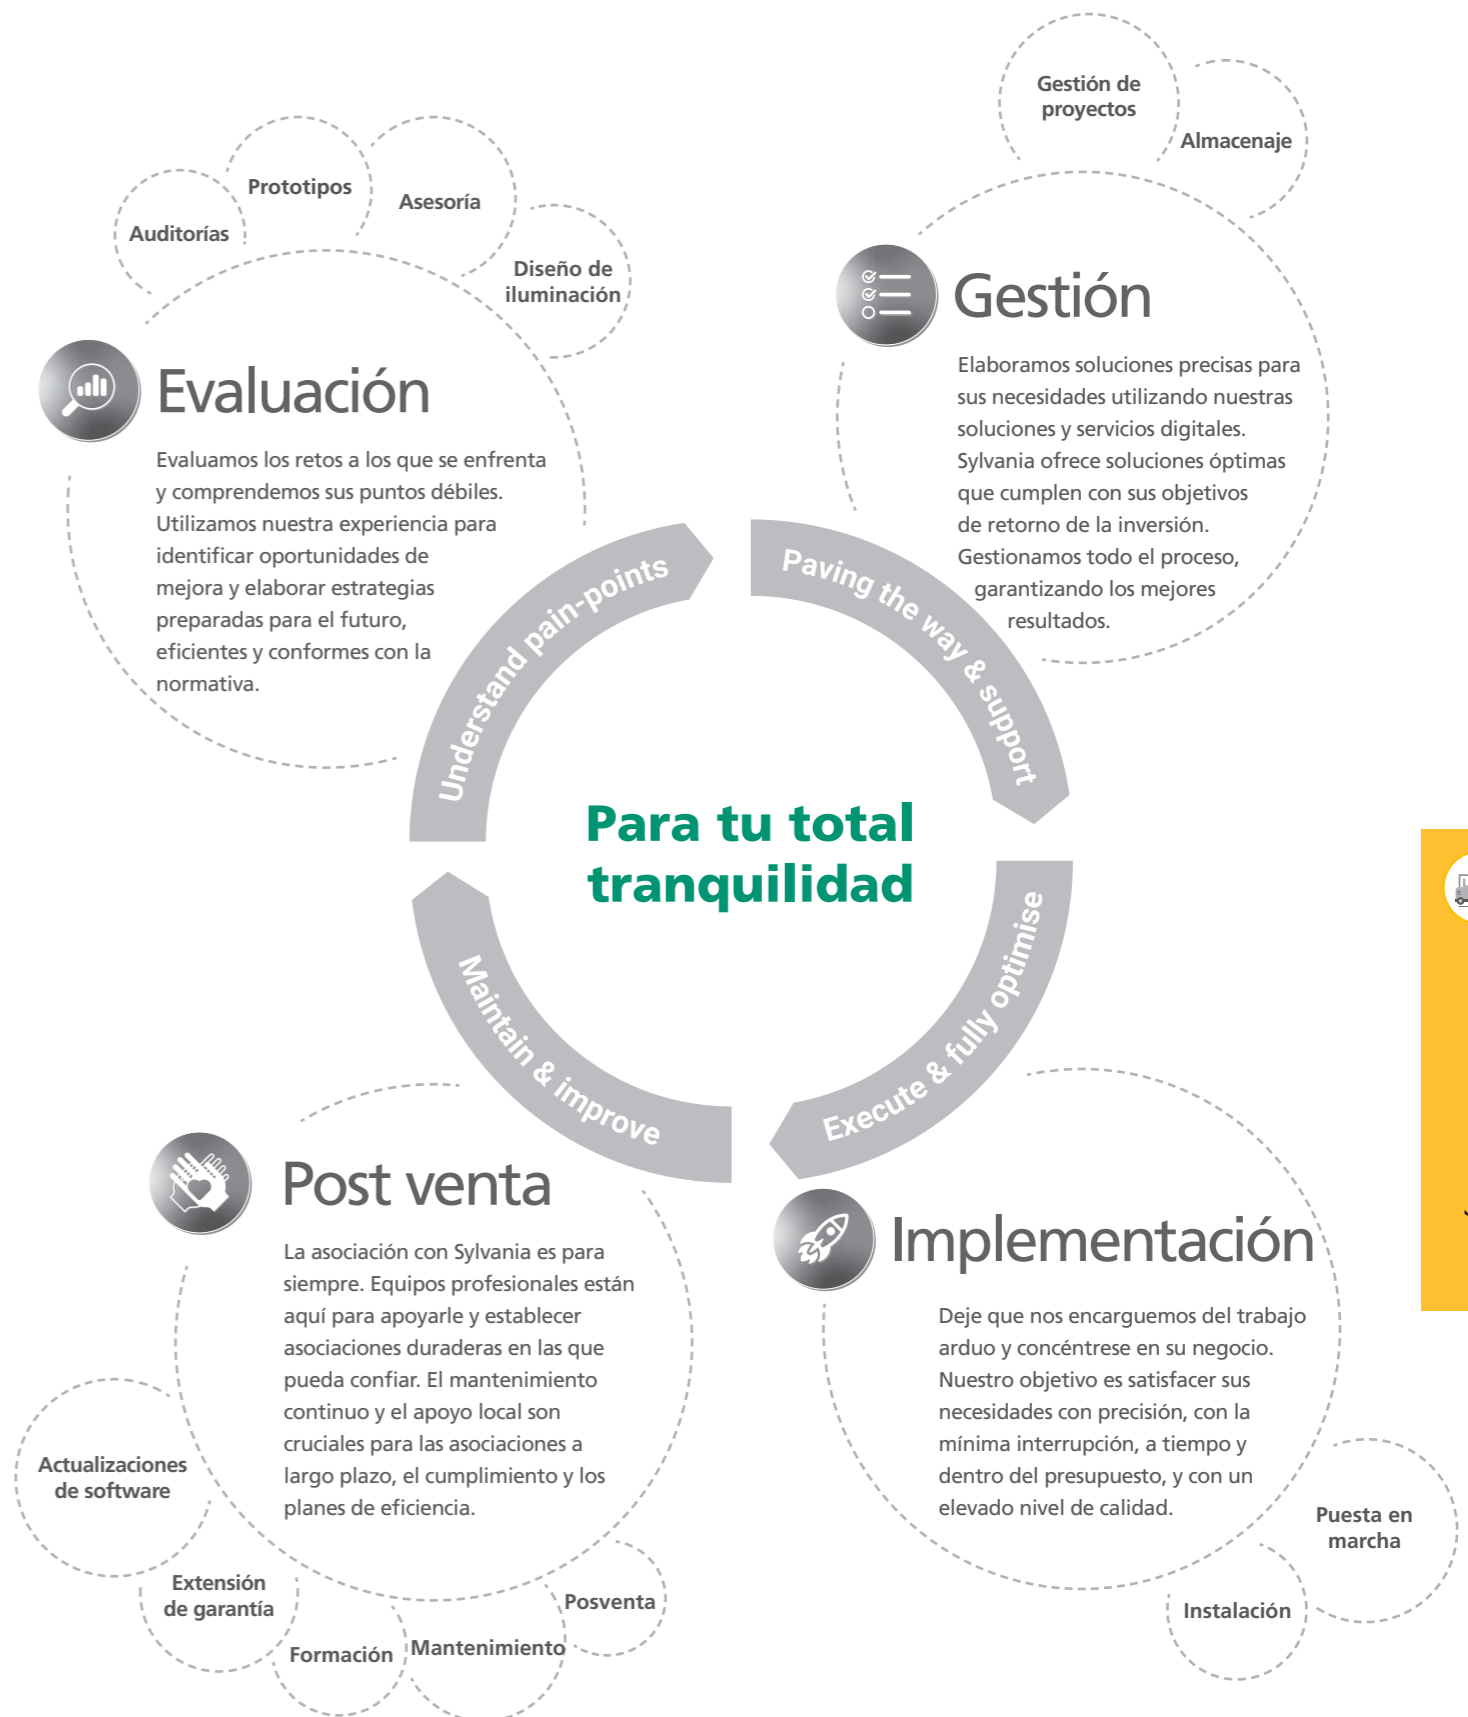 Gestión de
proyectos
Almacenaje
Prototipos
Asesoría
Auditorías
Diseño de
iluminación
Gestión
Elaboramos soluciones precisas para
sus necesidades utilizando nuestras
soluciones y servicios digitales.
Sylvania ofrece soluciones óptimas
que cumplen con sus objetivos
de retorno de la inversión.
Gestionamos todo el proceso,
garantizando los mejores
resultados.
Evaluación
Evaluamos los retos a los que se enfrenta
y comprendemos sus puntos débiles.
Utilizamos nuestra experiencia para
identificar oportunidades de
mejora y elaborar estrategias
preparadas para el futuro,
eficientes y conformes con la
normativa.
Understand pain-points
Paving the way & support
Para tu total
tranquilidad
Execute & fully optimise
Maintain & improve
Post venta
La asociación con Sylvania es para
siempre. Equipos profesionales están
aquí para apoyarle y establecer
asociaciones duraderas en las que
pueda confiar. El mantenimiento
continuo y el apoyo local son
cruciales para las asociaciones a
largo plazo, el cumplimiento y los
planes de eficiencia.
Implementación
Deje que nos encarguemos del trabajo
arduo y concéntrese en su negocio.
Nuestro objetivo es satisfacer sus
necesidades con precisión, con la
mínima interrupción, a tiempo y
dentro del presupuesto, y con un
elevado nivel de calidad.
Actualizaciones
de software
Extensión
de garantía
Formación
Mantenimiento
Posventa
Puesta en
marcha
Instalación